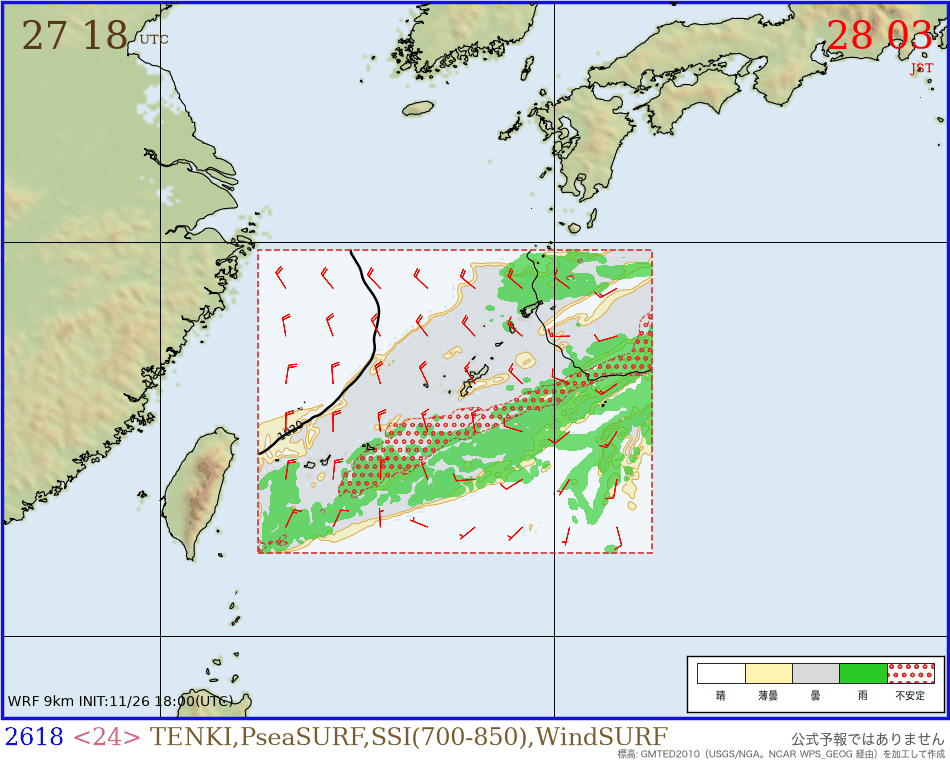 27 18 UTC
28 03
JST
1020
WRF 9km INIT:11/26 18:00(UTC)
晴 薄曇 曇 雨 不安定
2618 <24> TENKI,PseaSURF,SSI(700-850),WindSURF
公式予報ではありません
標高: GMTED2010（USGS/NGA。NCAR WPS_GEOG 経由）を加工して作成